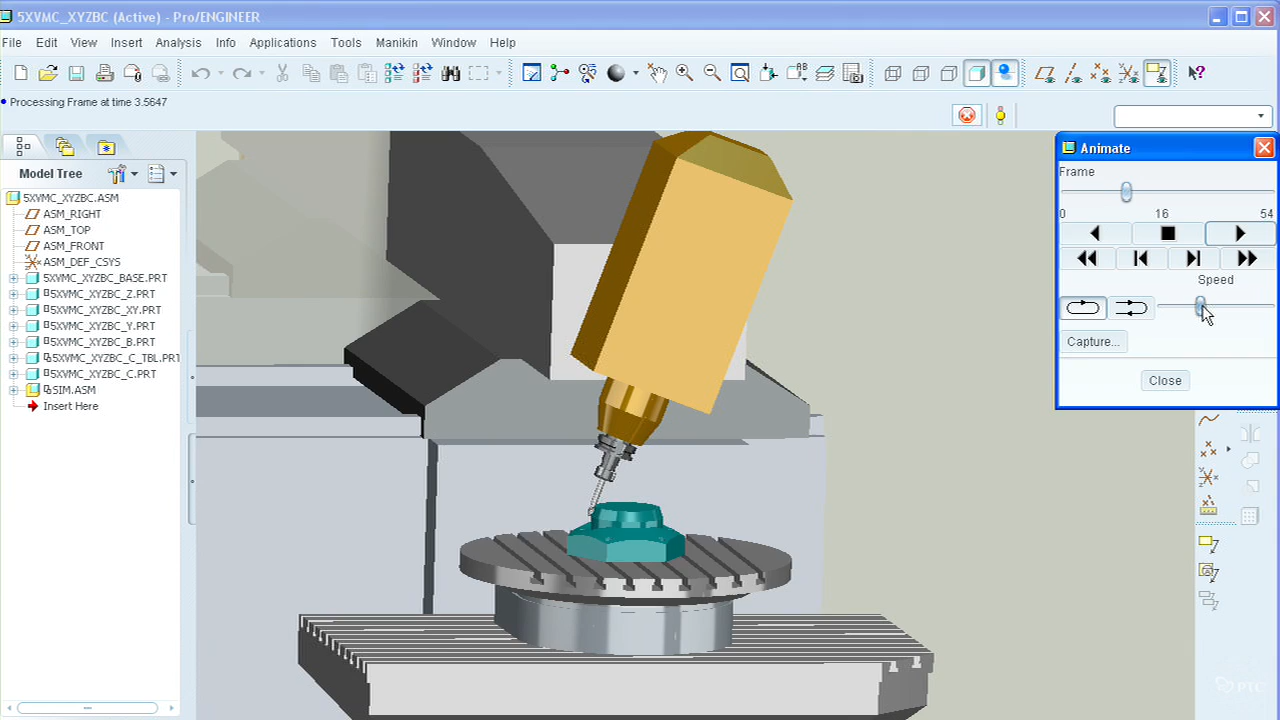 5XVMC_XYZBC (Active) - Pro/ENGINEER
File Edit View Insert Analysis Info Applications Tools Manikin Window Help
Processing Frame at time 3.5647
Model Tree
5XVMC_XYZBC.ASM
ASM_RIGHT
ASM_TOP
ASM_FRONT
ASM_DEF_CSYS
5XVMC_XYZBC_BASE.PRT
5XVMC_XYZBC_Z.PRT
5XVMC_XYZBC_XY.PRT
5XVMC_XYZBC_Y.PRT
5XVMC_XYZBC_B.PRT
5XVMC_XYZBC_C_TBL.PRT
5XVMC_XYZBC_C.PRT
SIM.ASM
Insert Here
Animate
Frame
0 16 54
Speed
Capture...
Close
PTC